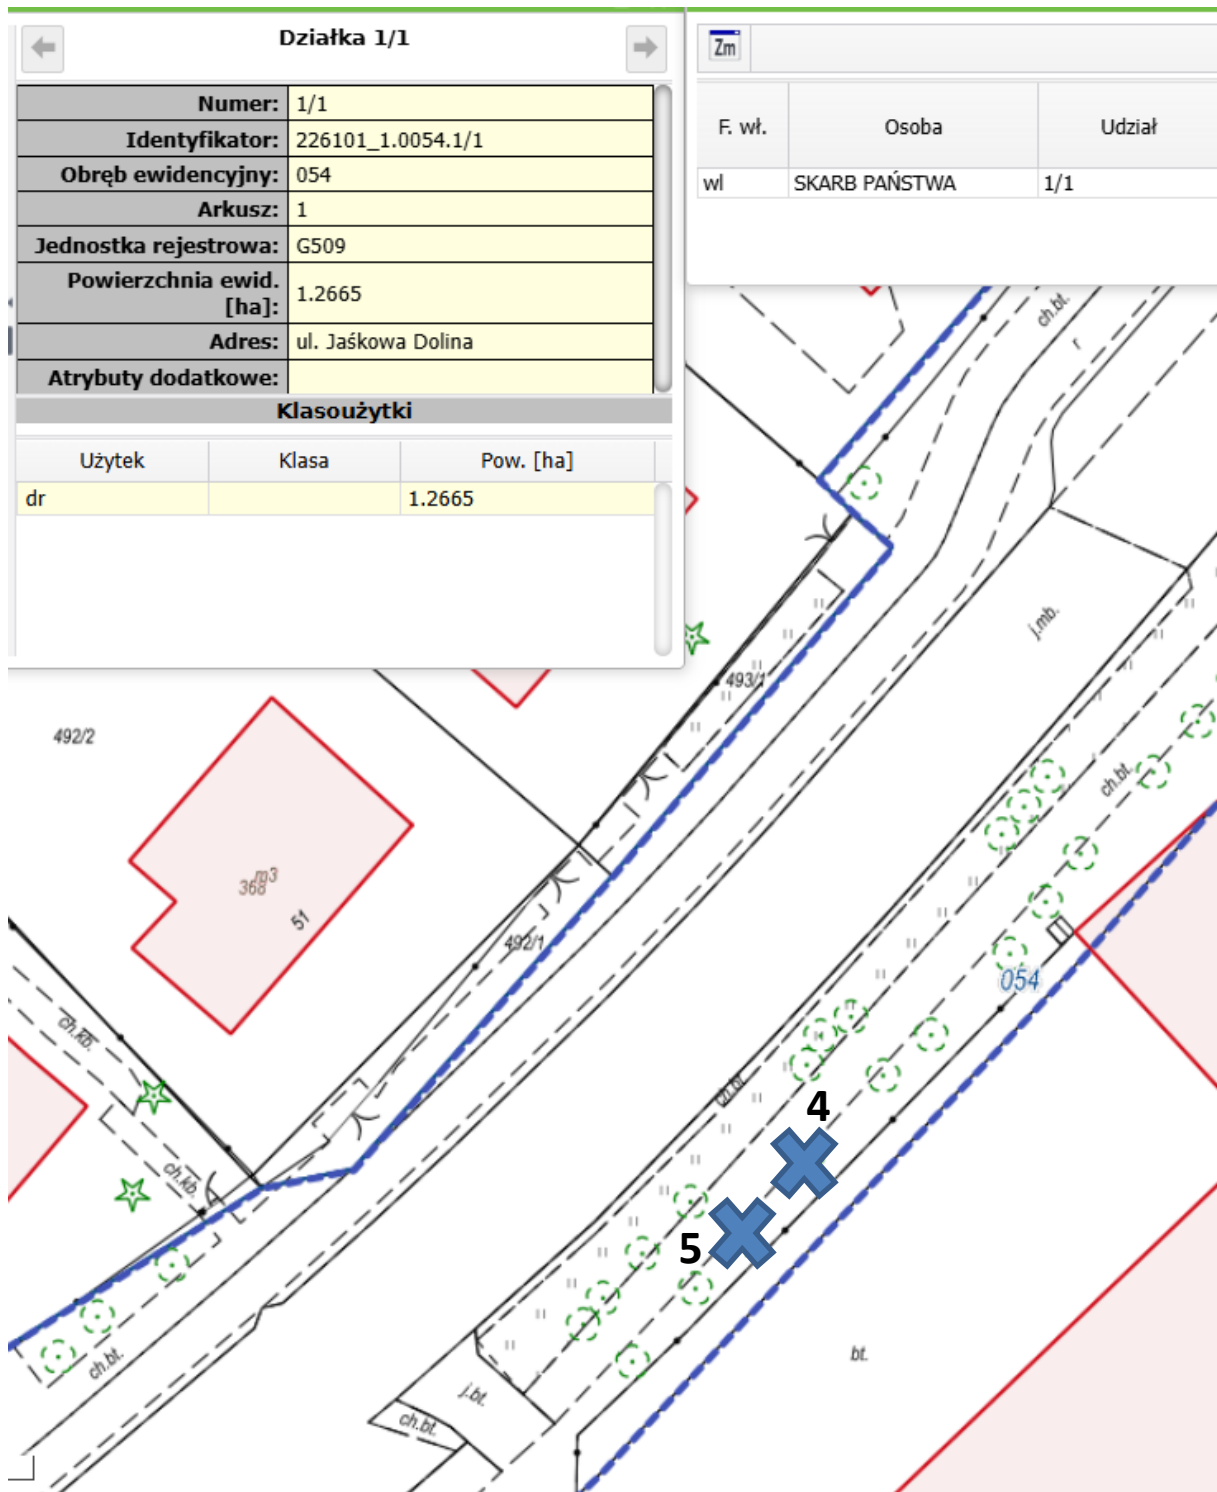 Działka 1/1
Numer: 1/1
Identyfikator: 226101_1.0054.1/1
Obręb ewidencyjny: 054
Arkusz: 1
Jednostka rejestrowa: G509
Powierzchnia ewid. [ha]: 1.2665
Adres: ul. Jaśkowa Dolina
Atrybuty dodatkowe:
Klasoużytki
Użytek Klasa Pow. [ha]
dr 1.2665
Zm
F. wł. Osoba Udział
wl SKARB PAŃSTWA 1/1
ch.bt.
r
j.mb.
493/1
492/2
ch.bt.
m3
368
51
492/1
054
ch.kb.
ch.bt.
4
ch.kb.
5
bt.
ch.bt.
j.bt.
ch.bt.